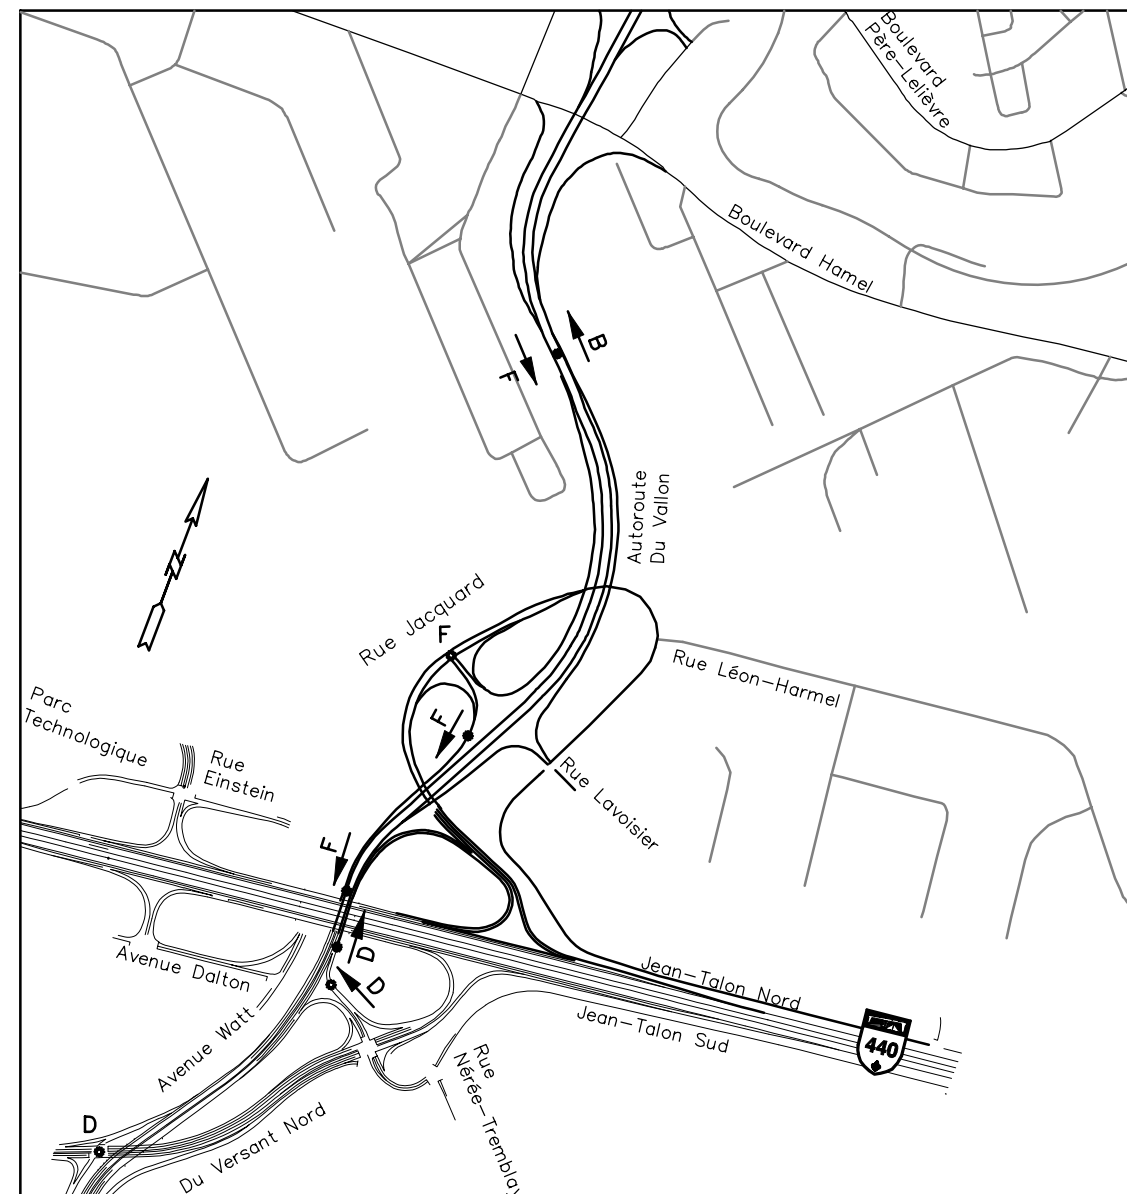 Boulevard
Père-Lelièvre
Boulevard Hamel
B
F
Autoroute
Du Vallon
N
Rue Jacquard
F
Rue Léon-Harmel
Parc
Technologique
F
Rue
Einstein
Rue Lavoisier
F
Avenue Dalton
D
D
Jean-Talon Nord
Jean-Talon Sud
440
Avenue Watt
Rue
Nérée-Tremblay
D
Du Versant Nord